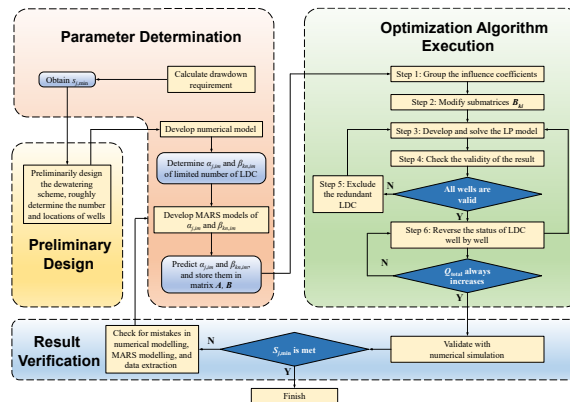 Parameter Determination
Obtain s_{j,min}
Calculate drawdown
requirement
Develop numerical model
Determine α_{j,im} and β_{kn,im}
of limited number of LDC
Develop MARS models of
α_{j,im} and β_{kn,im}
Predict α_{j,im} and β_{kn,im},
and store them in
matrix A, B
Preliminarily design
the dewatering
scheme, roughly
determine the number
and locations of wells
Preliminary
Design
Optimization Algorithm
Execution
Step 1: Group the influence coefficients
Step 2: Modify submatrices B_{kl}
Step 3: Develop and solve the LP model
Step 4: Check the validity of the result
Step 5: Exclude
the redundant
LDC
N
All wells are
valid
Y
Step 6: Reverse the status of LDC
well by well
N
Q_{total} always
increases
Y
Result
Verification
Check for mistakes in
numerical modelling,
MARS modelling, and
data extraction
N
S_{j,min} is met
Y
Validate with
numerical simulation
Finish